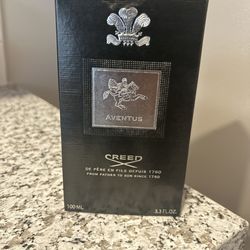 AVENTUS
CREED
DE PÈRE EN FILS DEPUIS 1760
FROM FATHER TO SON SINCE 1760
100 ML
3.3 FL.OZ.